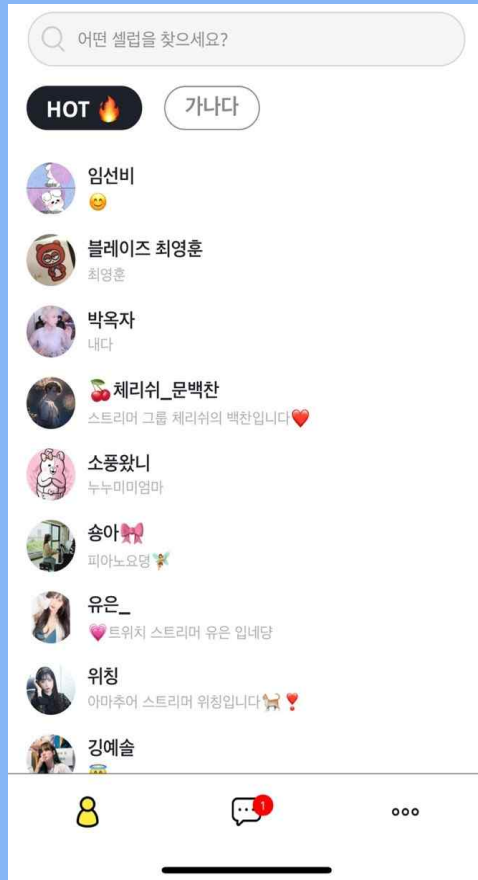 어떤 셀럽을 찾으세요?
HOT 🔥 가나다
임선비
😊
블레이즈 최영훈
최영훈
박옥자
내다
🍒체리쉬_문백찬
스트리머 그룹 체리쉬의 백찬입니다❤️
소풍왔니
누누미미엄마
숑아🎀
피아노요뎡🧚
유은_
💗트위치 스트리머 유은 입네댱
위칭
아마추어 스트리머 위칭입니다🐈❣️
깅예솔
😇
1